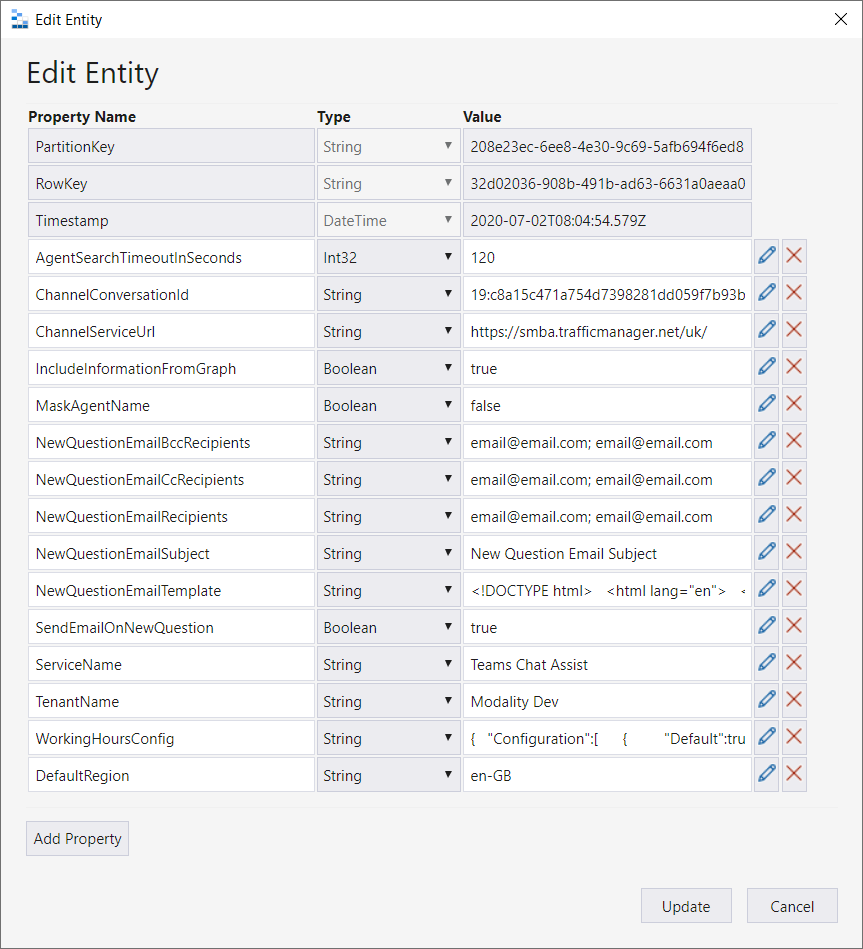 Edit Entity
Edit Entity
Property Name Type Value
PartitionKey String 208e23ec-6ee8-4e30-9c69-5afb694f6ed8
RowKey String 32d02036-908b-491b-ad63-6631a0aeaa0
Timestamp DateTime 2020-07-02T08:04:54.579Z
AgentSearchTimeoutInSeconds Int32 120
ChannelConversationId String 19:c8a15c471a754d7398281dd059f7b93b
ChannelServiceUrl String https://smba.trafficmanager.net/uk/
IncludeInformationFromGraph Boolean true
MaskAgentName Boolean false
NewQuestionEmailBccRecipients String email@email.com; email@email.com
NewQuestionEmailCcRecipients String email@email.com; email@email.com
NewQuestionEmailRecipients String email@email.com; email@email.com
NewQuestionEmailSubject String New Question Email Subject
NewQuestionEmailTemplate String <!DOCTYPE html> <html lang="en"> <
SendEmailOnNewQuestion Boolean true
ServiceName String Teams Chat Assist
TenantName String Modality Dev
WorkingHoursConfig String { "Configuration":[ { "Default":tru
DefaultRegion String en-GB
Add Property
Update Cancel